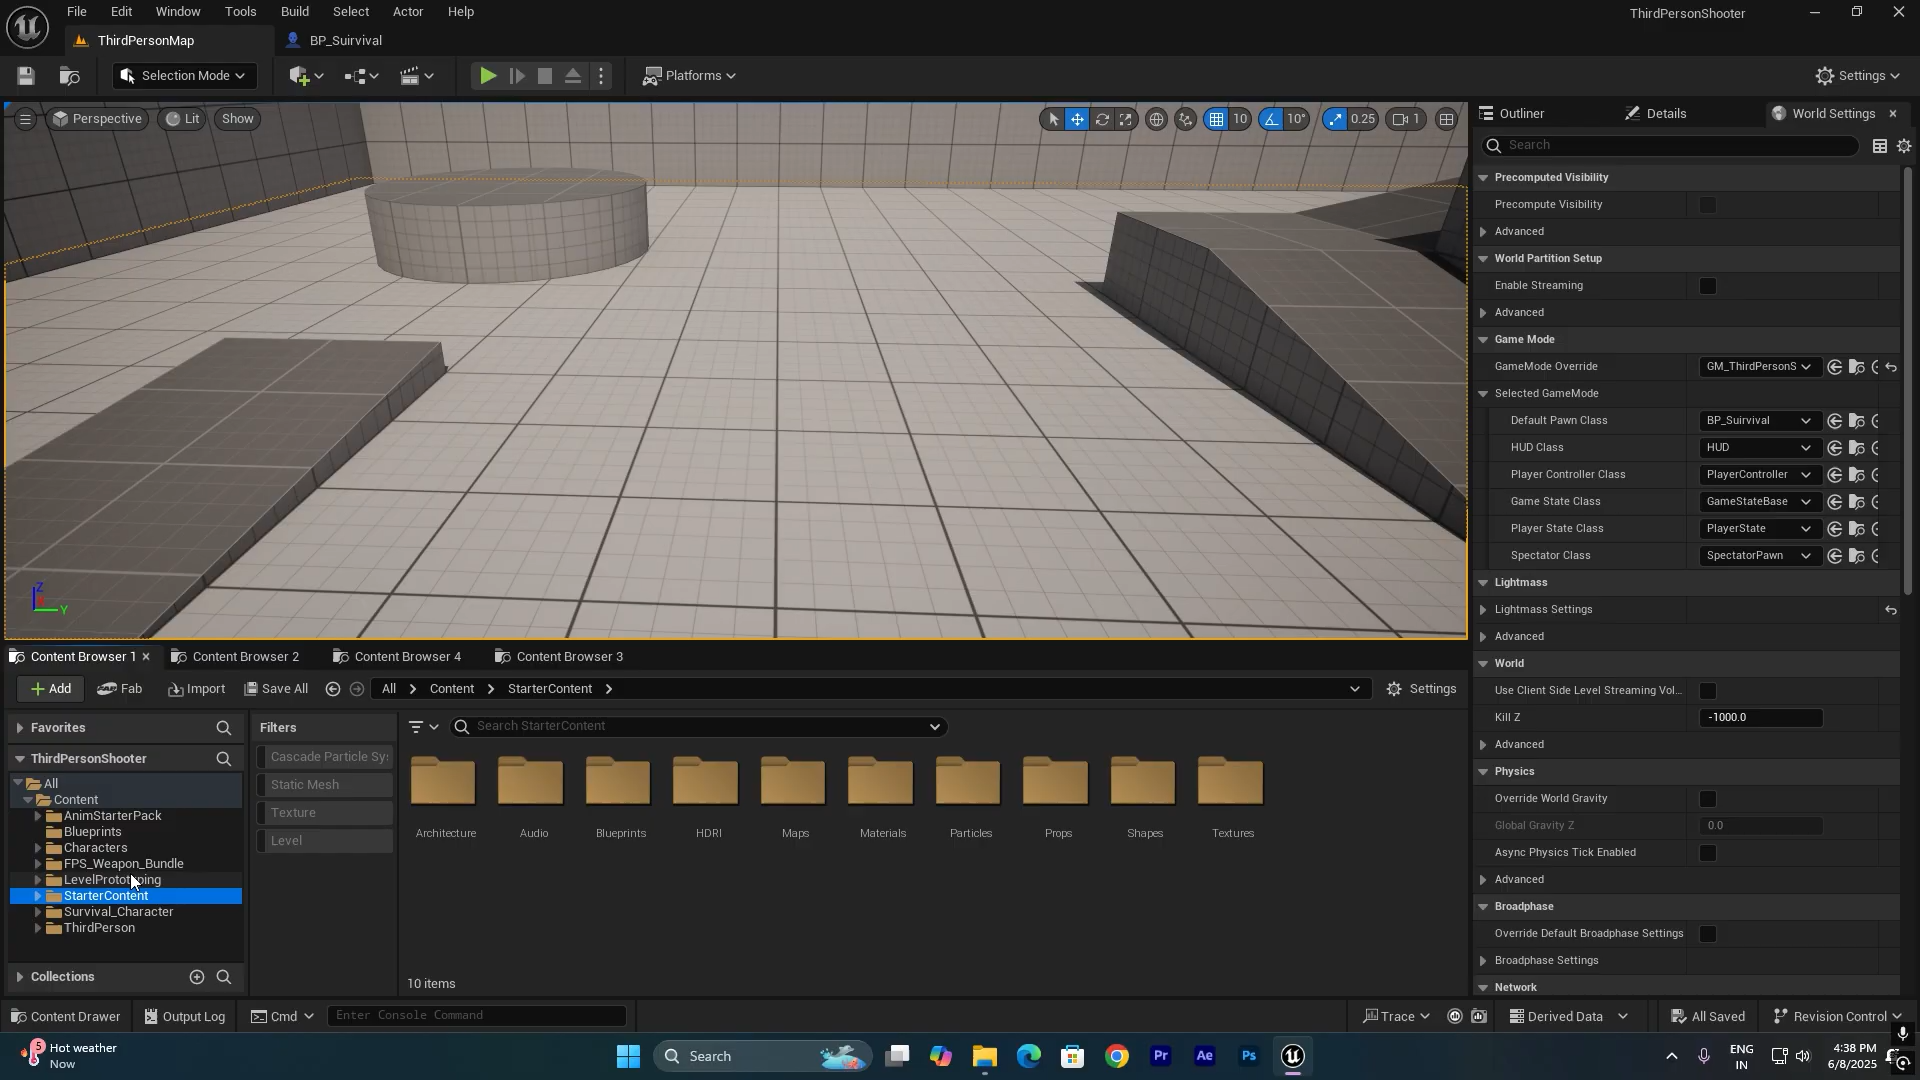 File Edit Window Tools Build Select Actor Help
ThirdPersonShooter
ThirdPersonMap
BP_Suirvival
Selection Mode
Platforms
Settings
Perspective
Lit
Show
10
10°
0.25
1
Outliner
Details
World Settings
Search
Precomputed Visibility
Precompute Visibility
Advanced
World Partition Setup
Enable Streaming
Advanced
Game Mode
GameMode Override
GM_ThirdPersonS
Selected GameMode
Default Pawn Class
BP_Suirvival
HUD Class
HUD
Player Controller Class
PlayerController
Game State Class
GameStateBase
Player State Class
PlayerState
Spectator Class
SpectatorPawn
Lightmass
Lightmass Settings
Advanced
World
Use Client Side Level Streaming Vol...
Kill Z
-1000.0
Advanced
Physics
Override World Gravity
Global Gravity Z
0.0
Async Physics Tick Enabled
Advanced
Broadphase
Override Default Broadphase Settings
Broadphase Settings
Network
Z
Y
Content Browser 1
Content Browser 2
Content Browser 4
Content Browser 3
Add
Fab
Import
Save All
All
Content
StarterContent
Settings
Favorites
ThirdPersonShooter
All
Content
AnimStarterPack
Blueprints
Characters
FPS_Weapon_Bundle
LevelPrototyping
StarterContent
Survival_Character
ThirdPerson
Collections
Filters
Cascade Particle Sy
Static Mesh
Texture
Level
Search StarterContent
Architecture
Audio
Blueprints
HDRI
Maps
Materials
Particles
Props
Shapes
Textures
10 items
Content Drawer
Output Log
Cmd
Enter Console Command
Trace
Derived Data
All Saved
Revision Control
5
Hot weather
Now
Search
Pr
Ae
Ps
ENG
IN
4:38 PM
6/8/2025